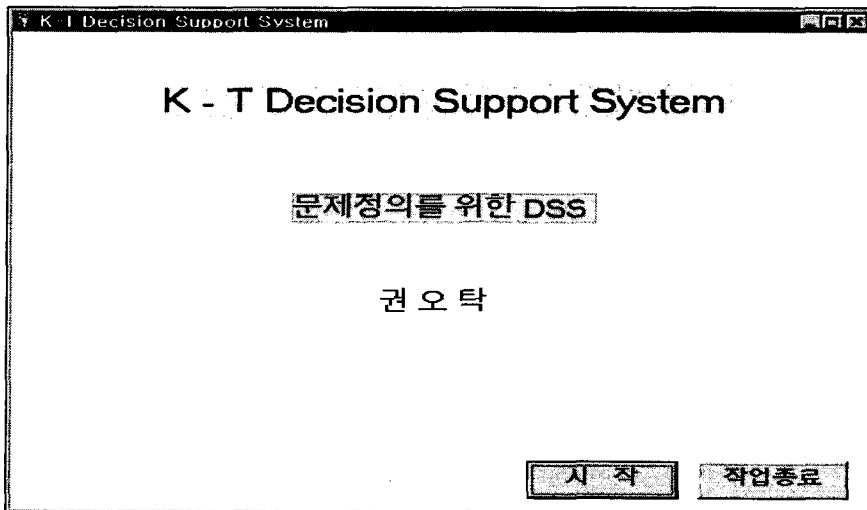 K-T Decision Support System
K - T Decision Support System
문제정의를 위한 DSS
권 오 탁
시 작 작업종료